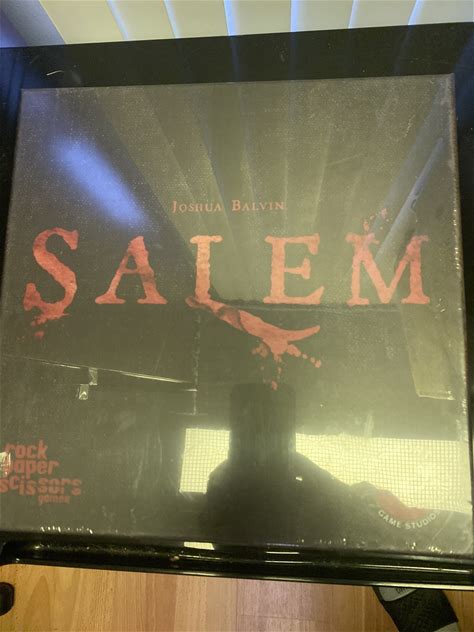 Joshua Balvin
SALEM
rock
paper
scissors
games
GAME STUDIO